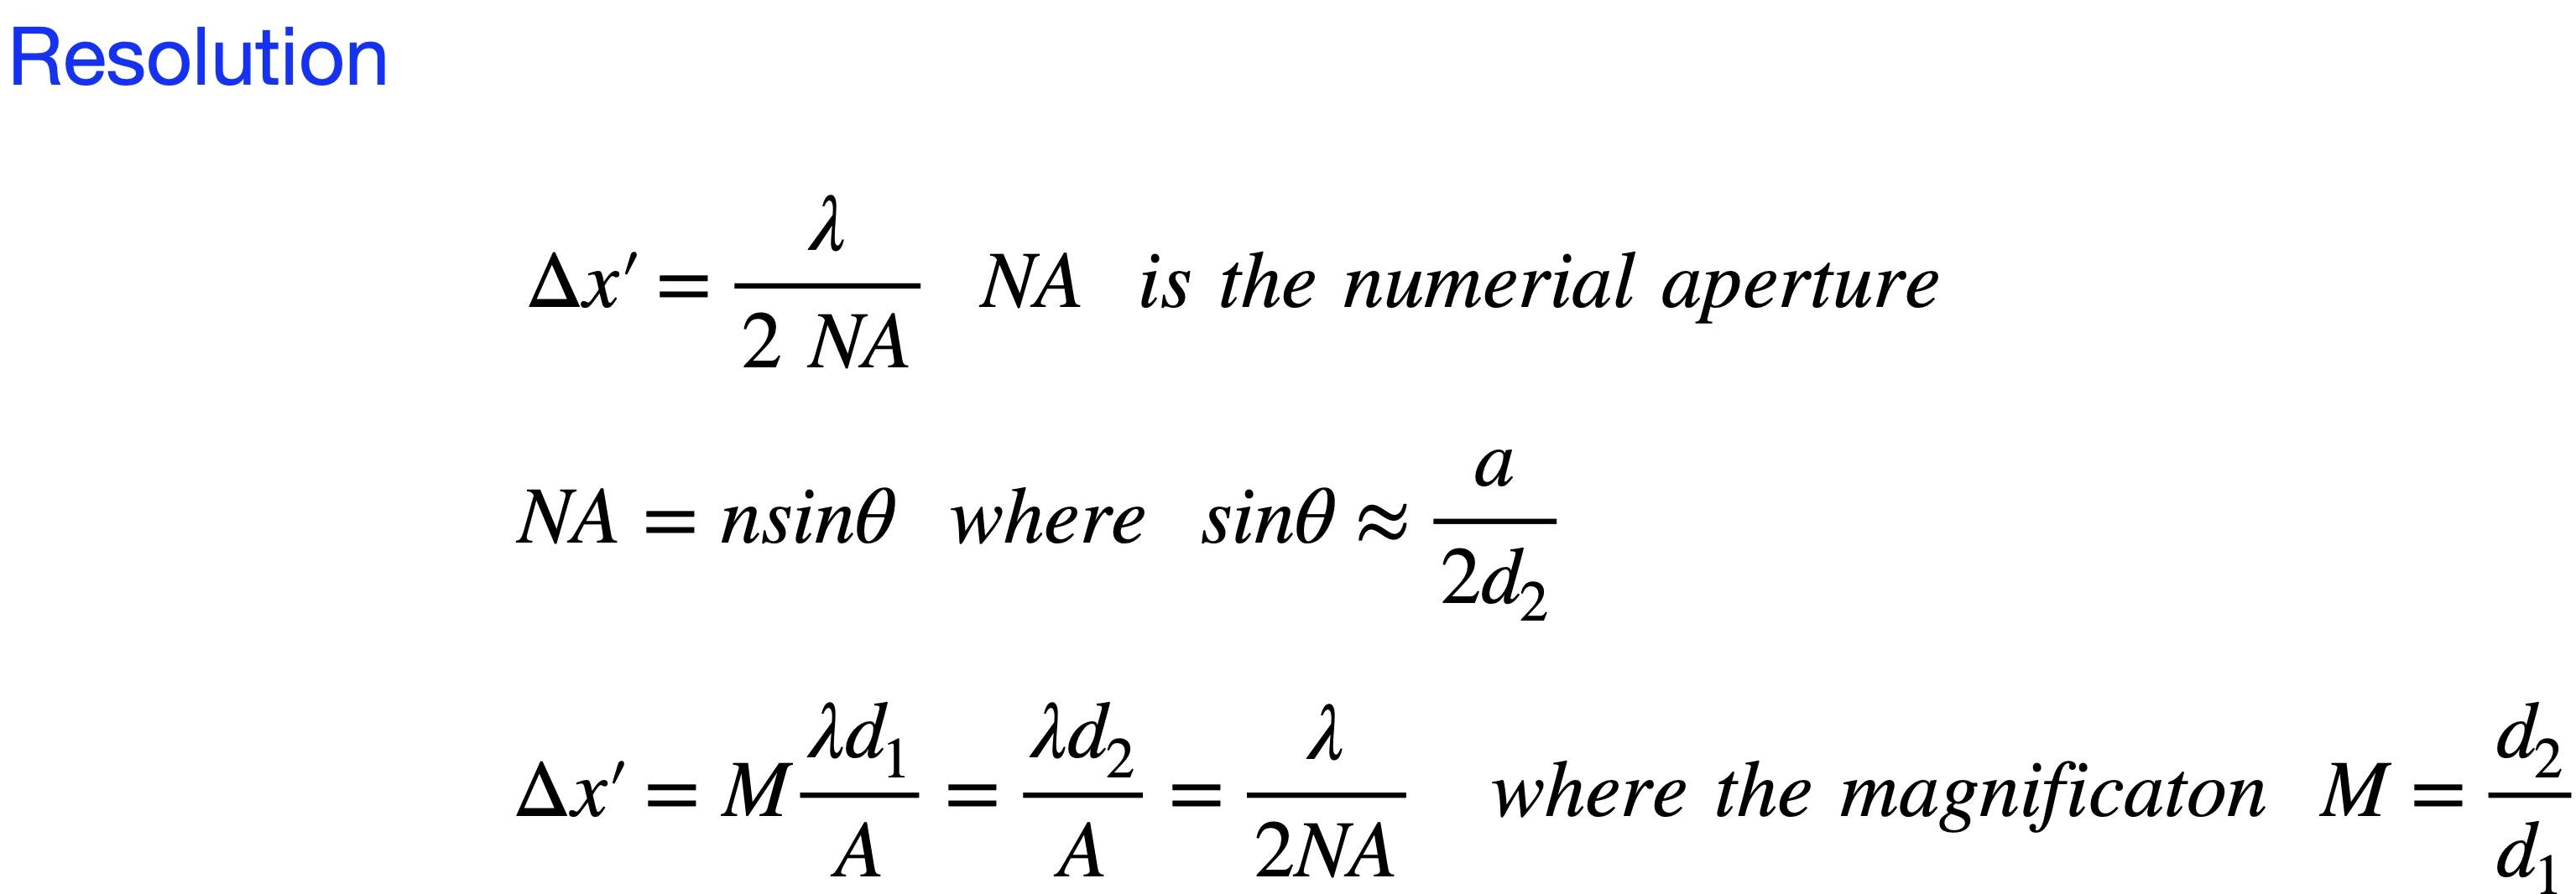 Resolution
Δx′ = λ / (2 NA)   NA is the numerial aperture
NA = nsinθ where sinθ ≈ a / (2d₂)
Δx′ = M λd₁ / A = λd₂ / A = λ / (2NA)   where the magnificaton M = d₂ / d₁